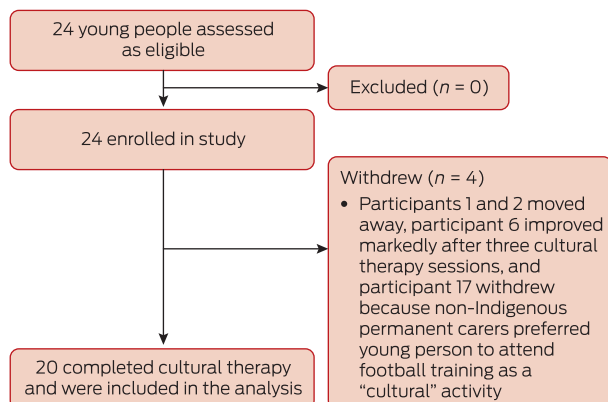 24 young people assessed
as eligible
Excluded (n = 0)
24 enrolled in study
Withdrew (n = 4)
• Participants 1 and 2 moved
away, participant 6 improved
markedly after three cultural
therapy sessions, and
participant 17 withdrew
because non-Indigenous
permanent carers preferred
young person to attend
football training as a
“cultural” activity
20 completed cultural therapy
and were included in the analysis